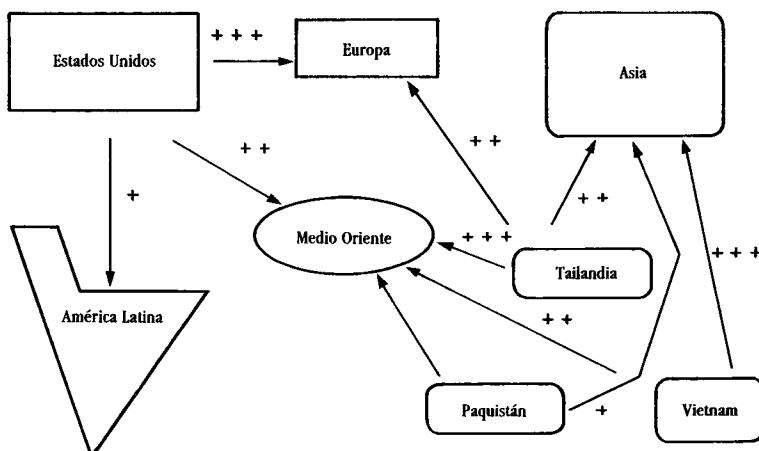 + + +
Estados Unidos
Europa
Asia
+ +
+ +
+
+ +
Medio Oriente
+ + +
Tailandia
+ + +
América Latina
+ +
Paquistán
+
Vietnam